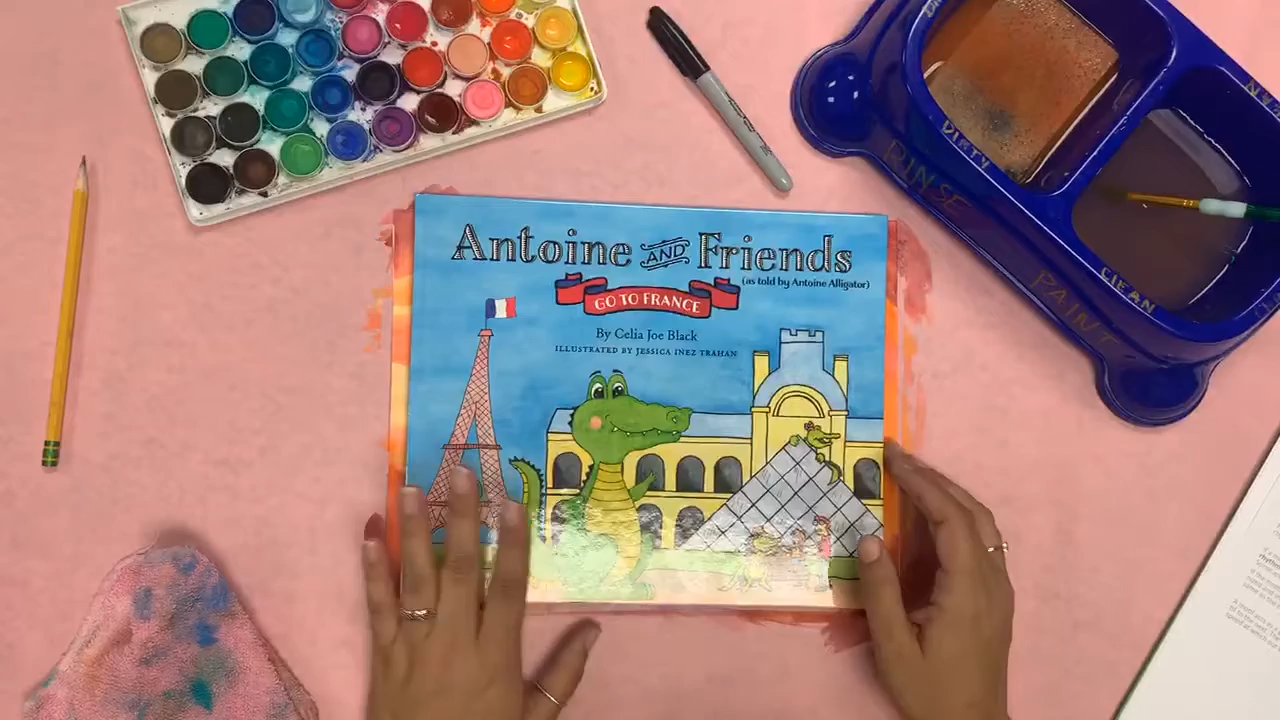 Antoine AND Friends
(as told by Antoine Alligator)
GO TO FRANCE
By Celia Joe Black
ILLUSTRATED BY JESSICA INEZ TRAHAN
DIRTY
RINSE
CLEAN
PAINT